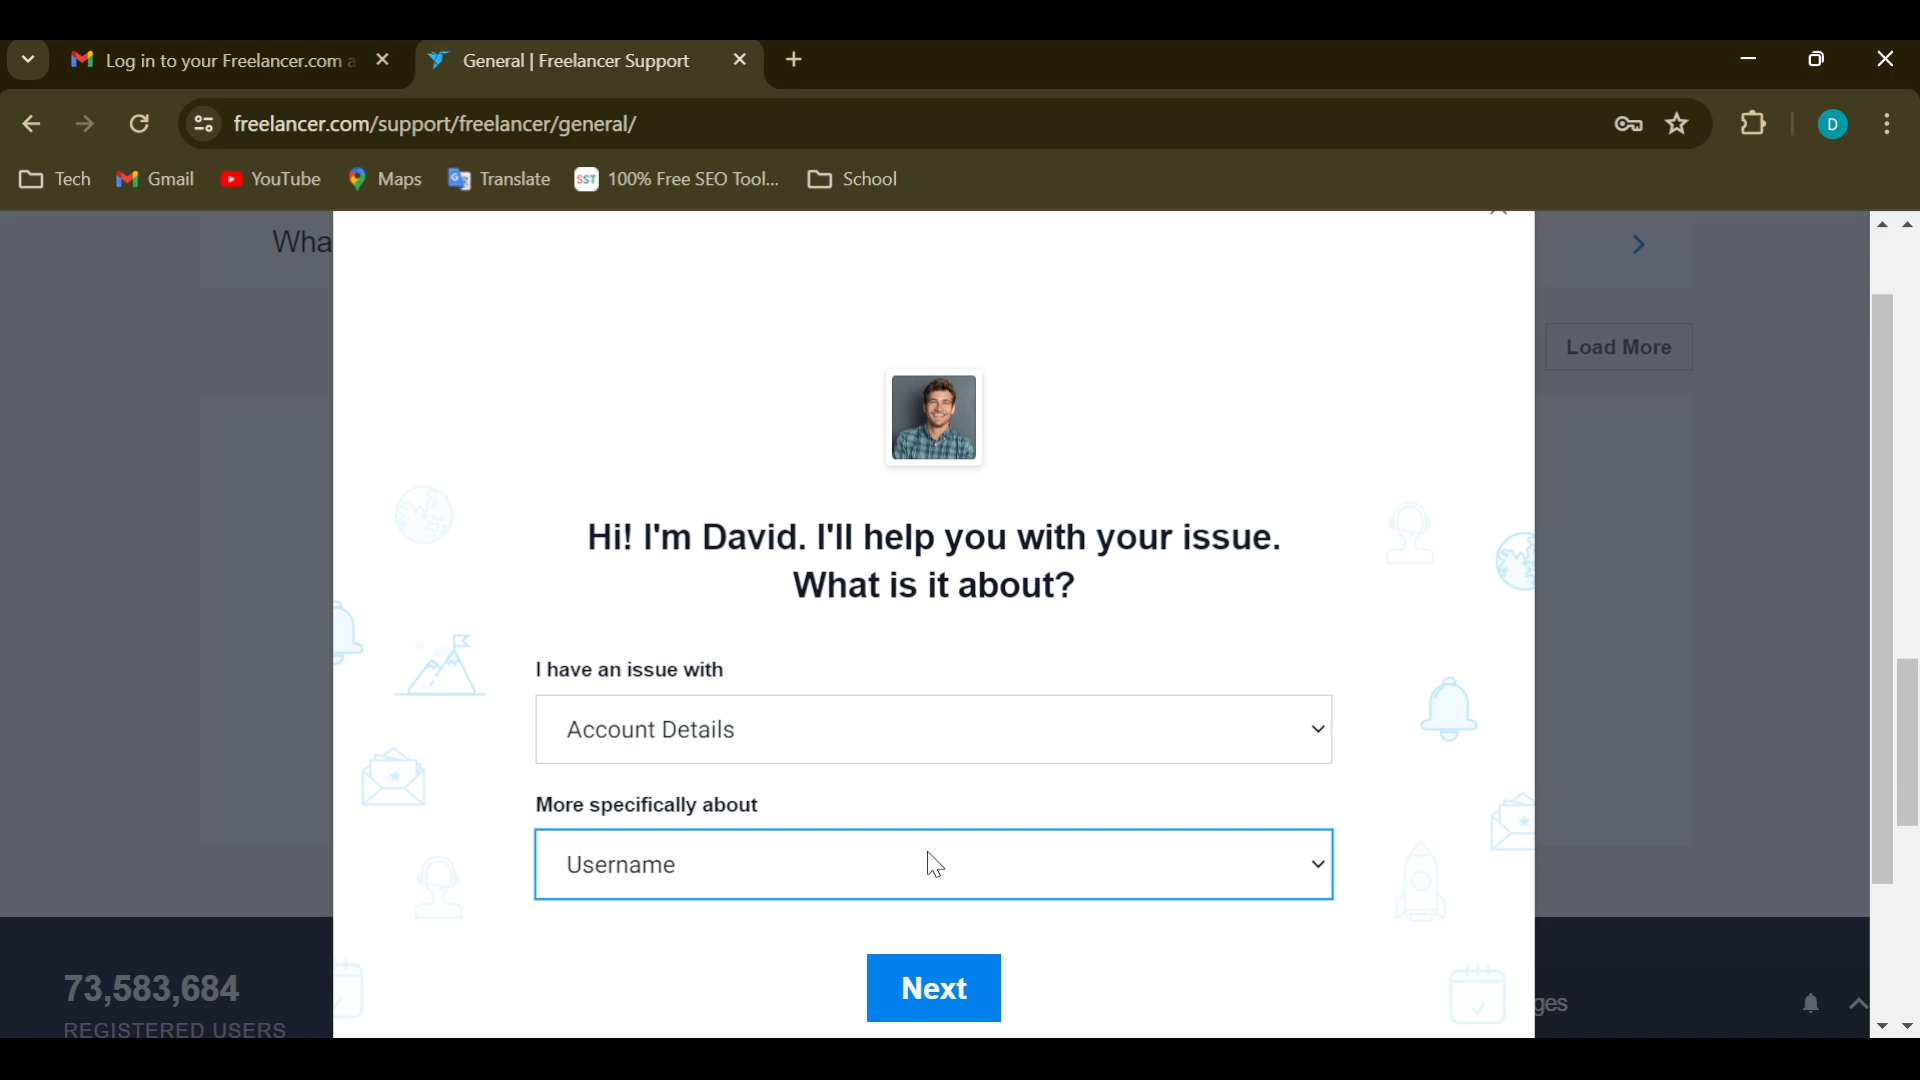 Log in to your Freelancer.com a
General | Freelancer Support
freelancer.com/support/freelancer/general/
D
Tech
Gmail
YouTube
Maps
Translate
SST
100% Free SEO Tool...
School
Wha
Load More
Hi! I'm David. I'll help you with your issue.
What is it about?
I have an issue with
Account Details
More specifically about
Username
Next
73,583,684
REGISTERED USERS
ges